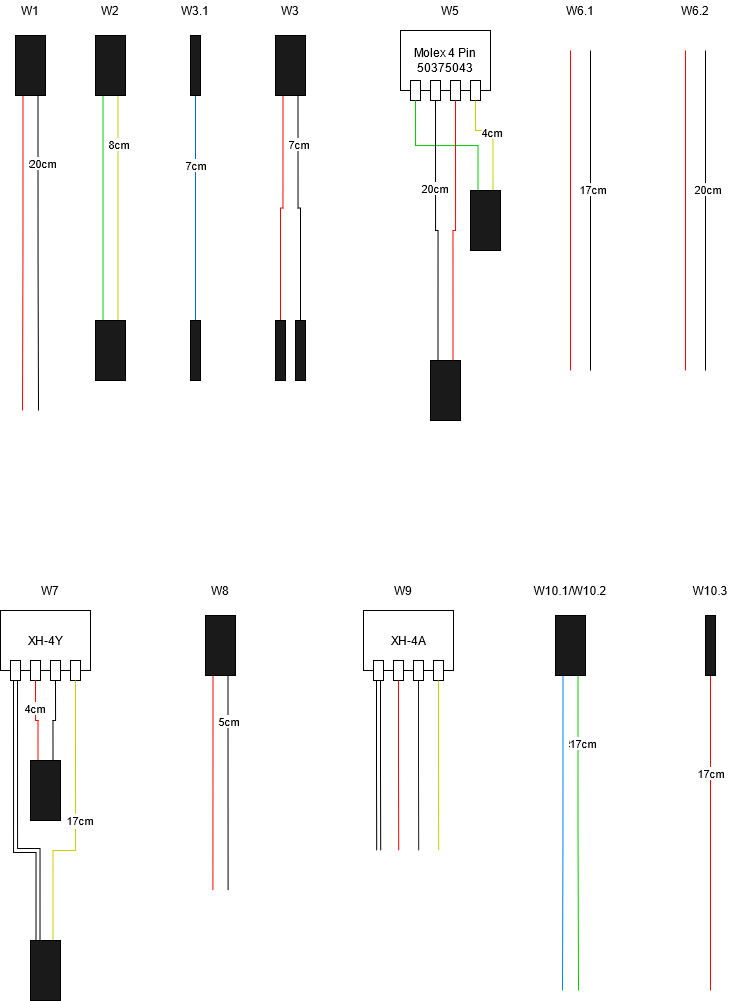 W1
W2
W3.1
W3
W5
W6.1
W6.2
Molex 4 Pin
50375043
20cm
8cm
7cm
7cm
4cm
20cm
17cm
20cm
W7
W8
W9
W10.1/W10.2
W10.3
XH-4Y
XH-4A
4cm
5cm
17cm
17cm
17cm